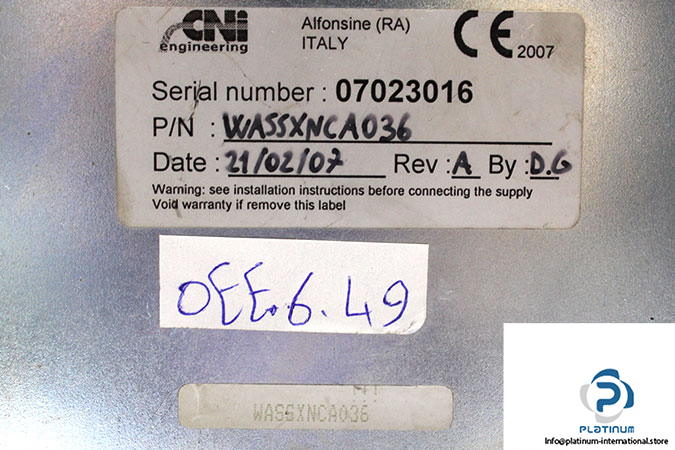 CNi
engineering
Alfonsine (RA)
ITALY
CE 2007
Serial number : 07023016
P/N : WASSXNCA036
Date : 21/02/07 Rev : A By : D.G
Warning: see installation instructions before connecting the supply
Void warranty if remove this label
OEE.6.49
WASSXNCA036
PLATINUM
info@platinum-international.store